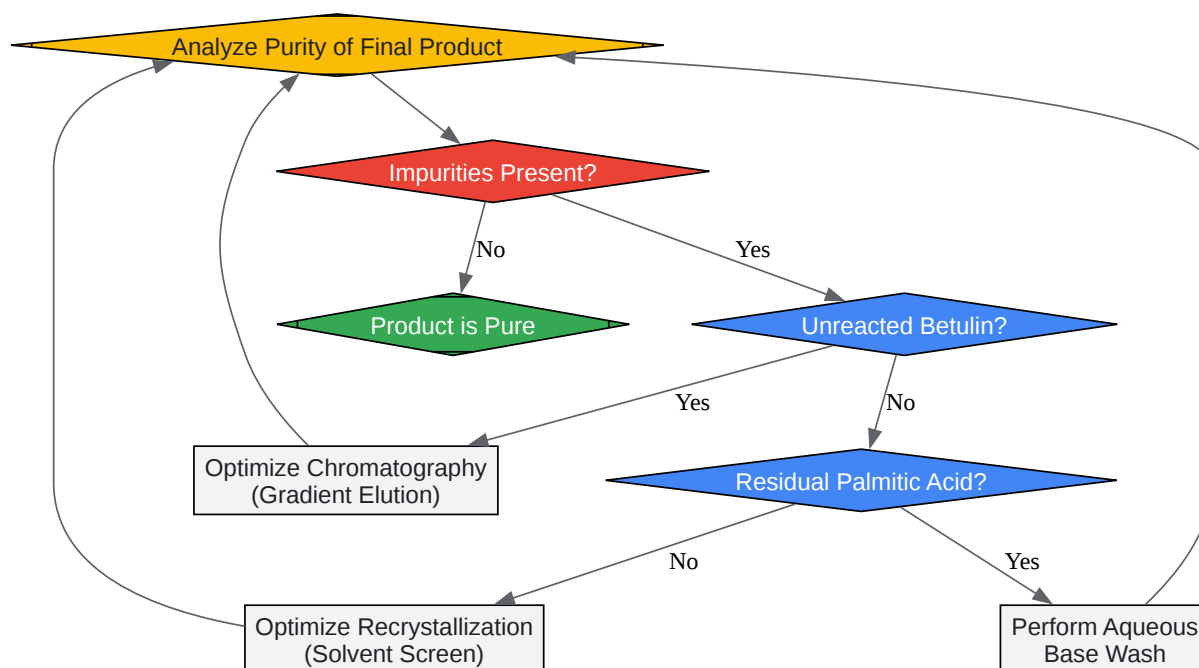 Analyze Purity of Final Product
Impurities Present?
No
Yes
Product is Pure
Unreacted Betulin?
Yes
No
Optimize Chromatography
(Gradient Elution)
Residual Palmitic Acid?
No
Yes
Optimize Recrystallization
(Solvent Screen)
Perform Aqueous
Base Wash